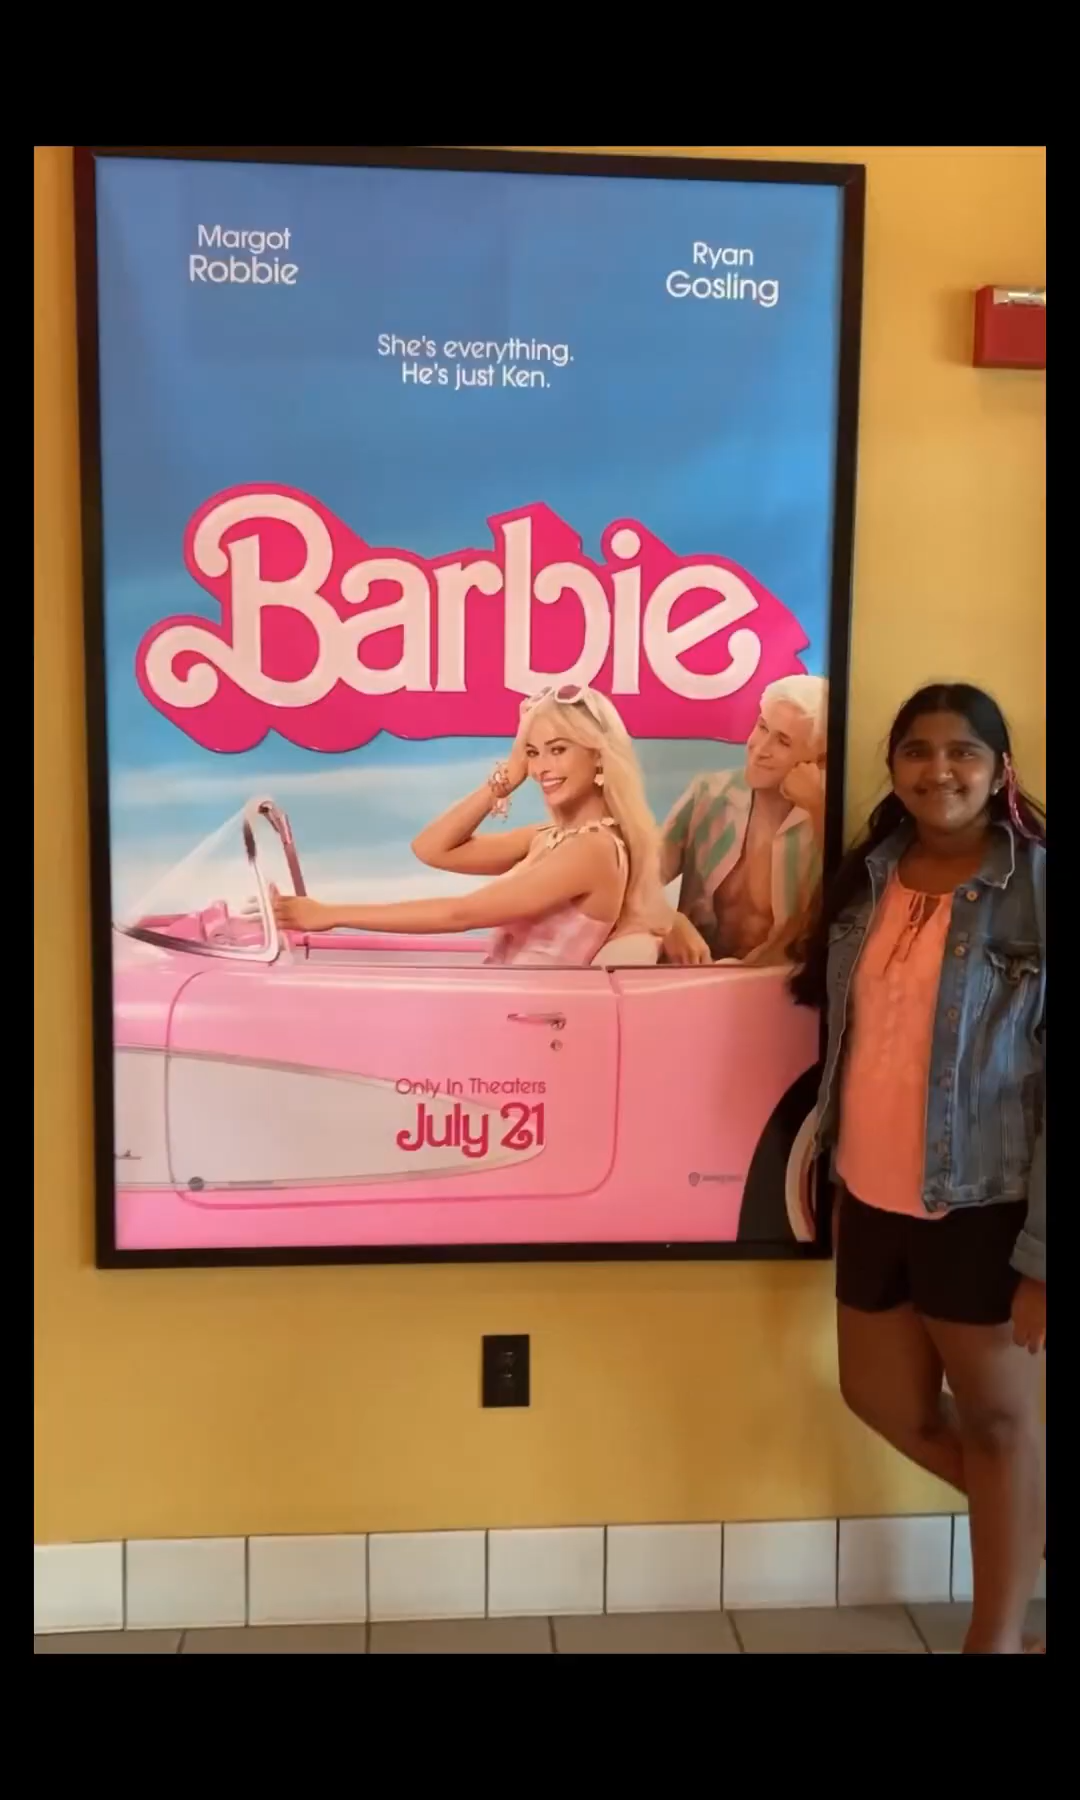 Margot
Robbie
Ryan
Gosling
She's everything.
He's just Ken.
Barbie
Only In Theaters
July 21